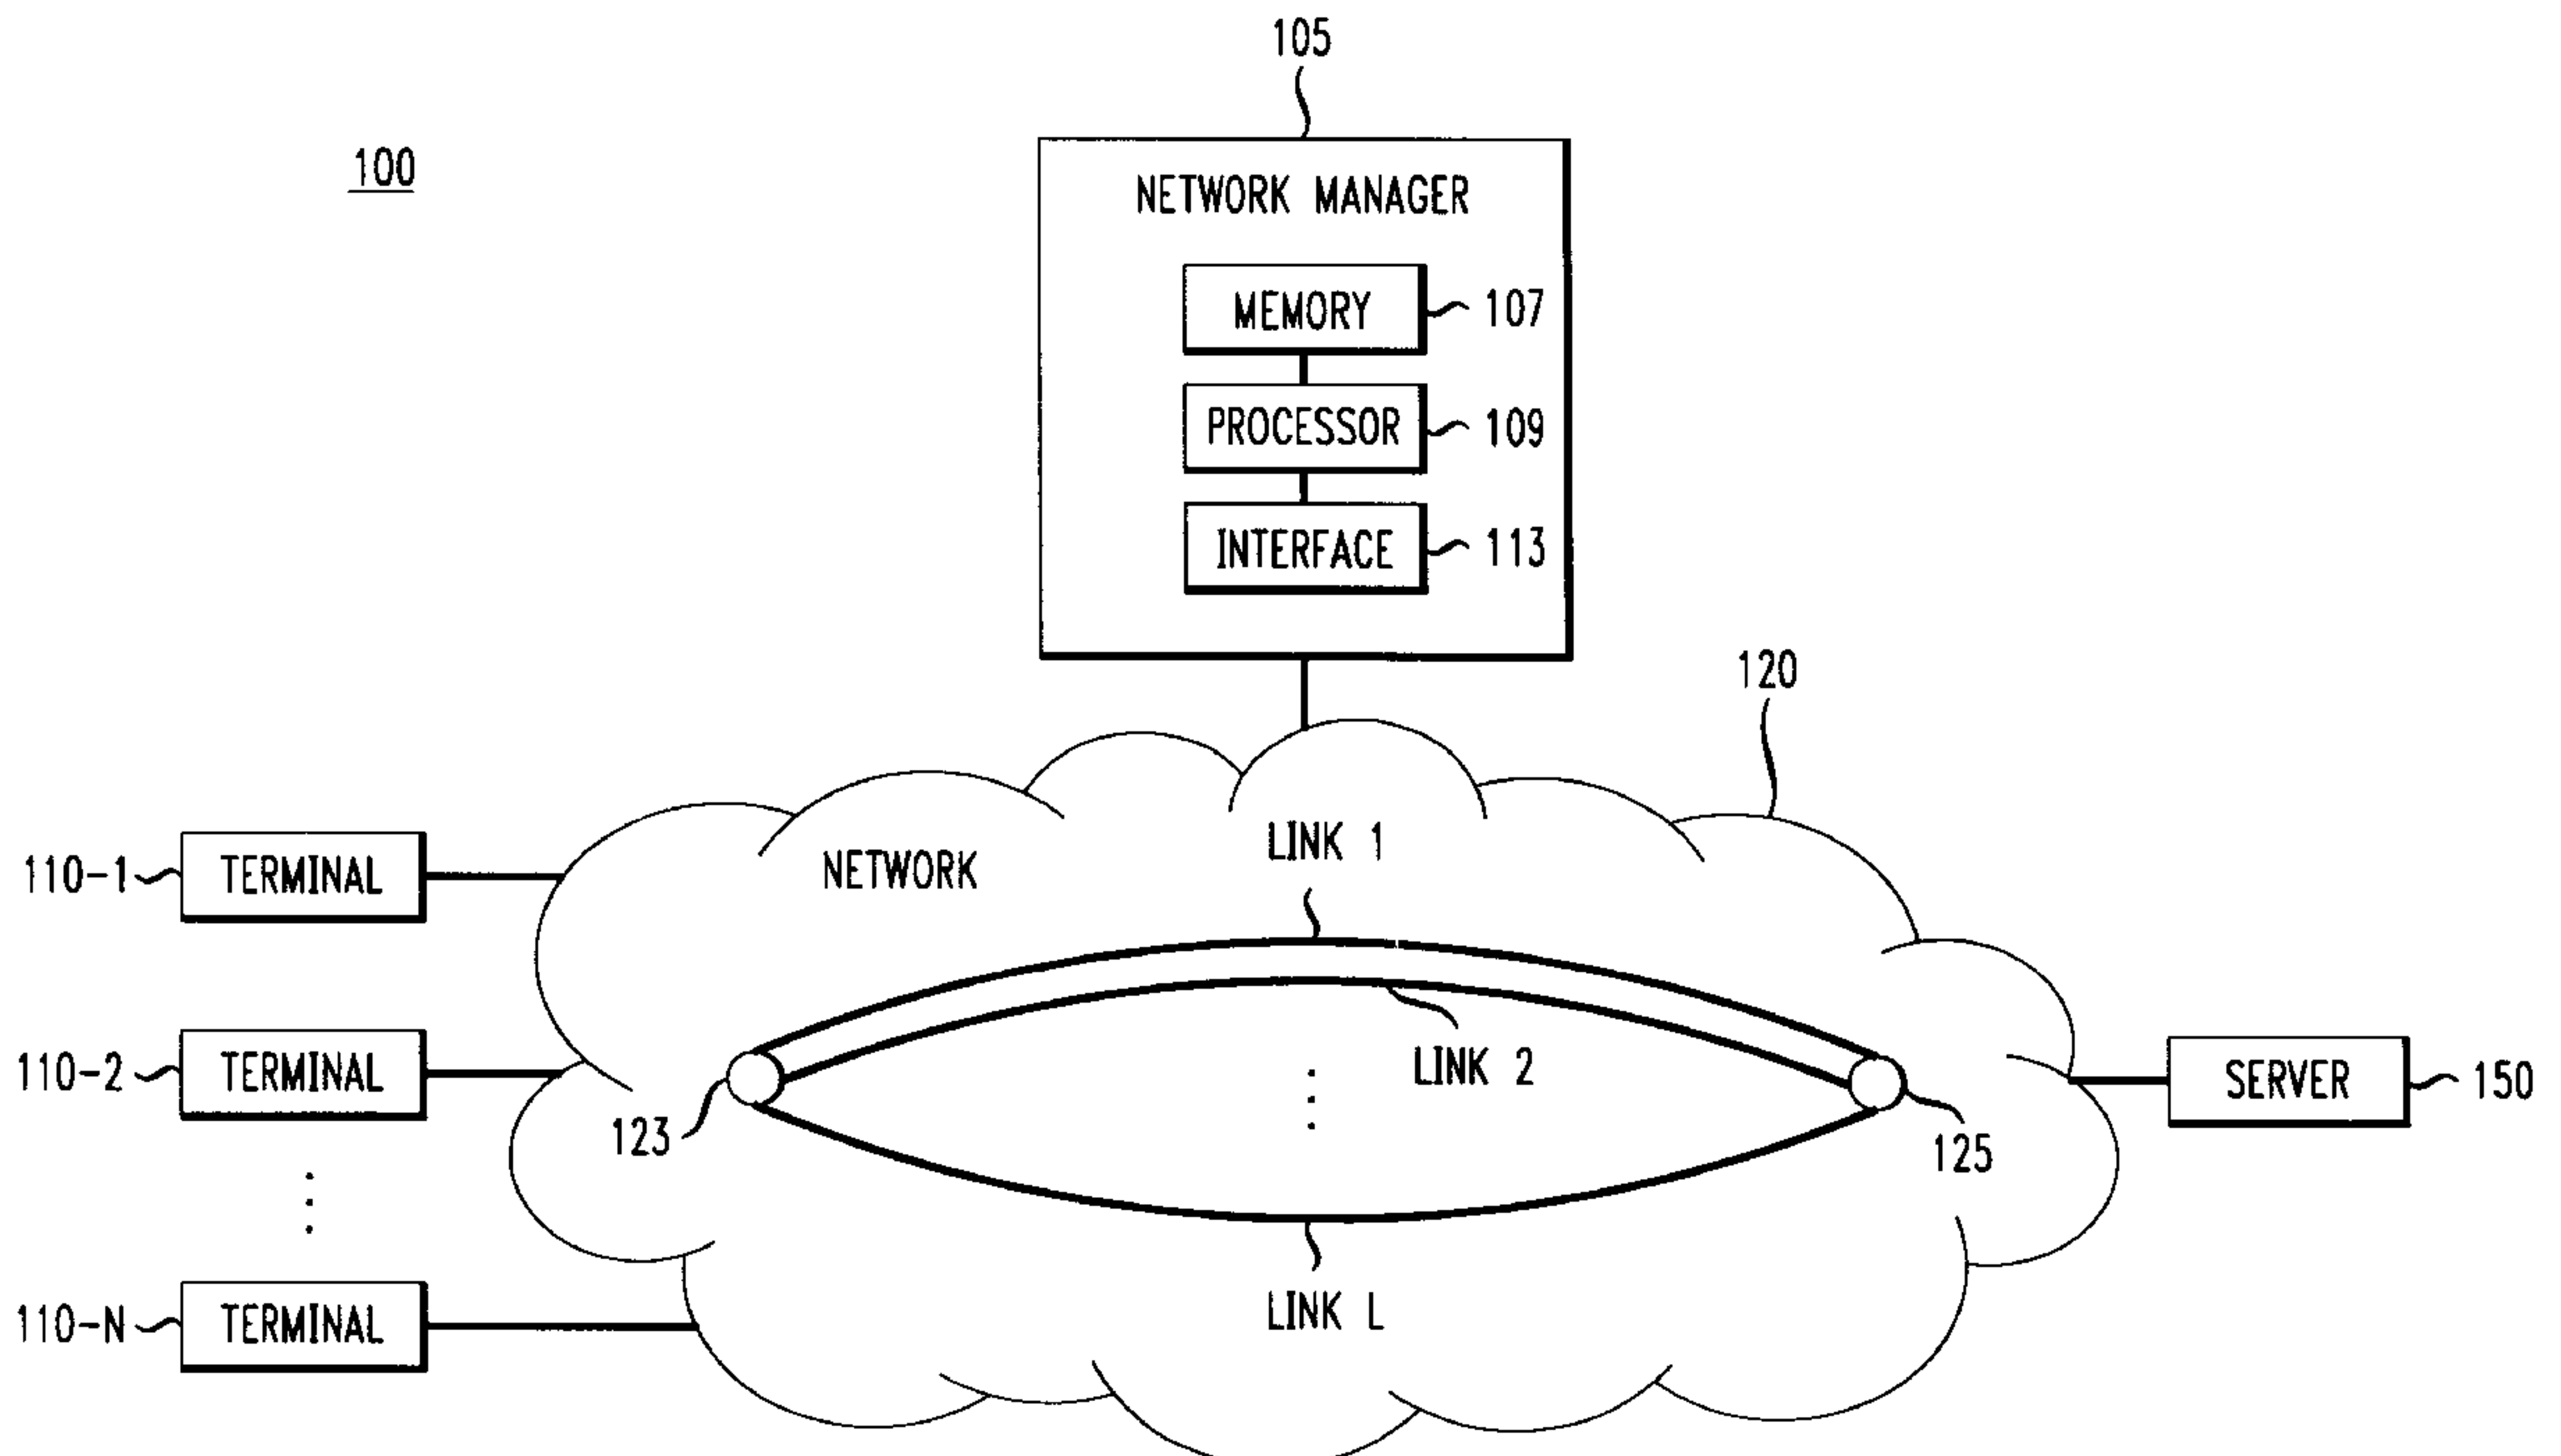 105
100
NETWORK MANAGER
MEMORY 107
PROCESSOR 109
INTERFACE 113
120
LINK 1
NETWORK
110-1 TERMINAL
110-2 TERMINAL
LINK 2
SERVER 150
123
125
110-N TERMINAL
LINK L